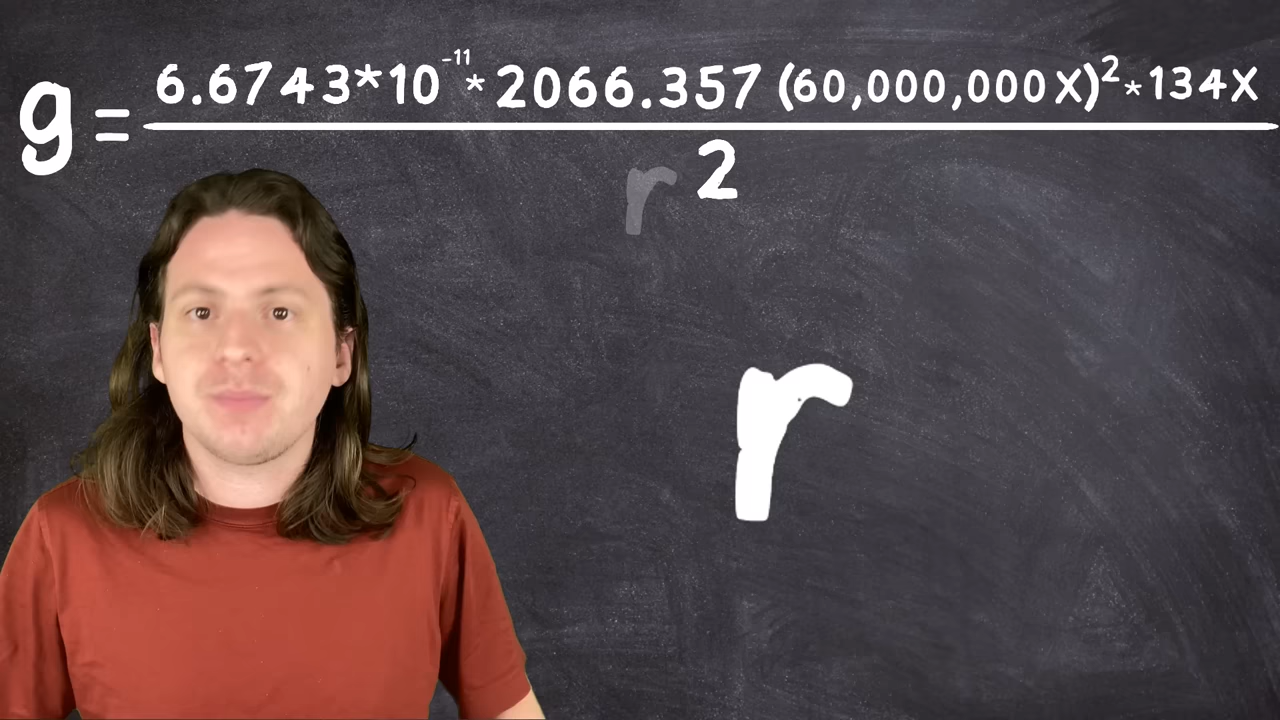 g = 6.6743*10^-11 * 2066.357 (60,000,000X)^2 * 134X
r 2
r